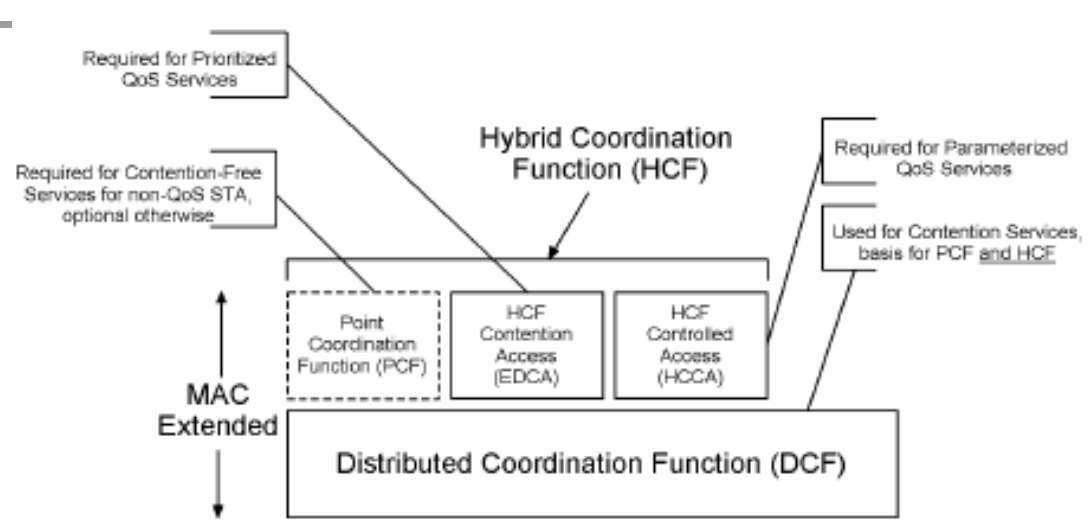 Required for Prioritized
QoS Services
Hybrid Coordination
Function (HCF)
Required for Parameterized
QoS Services
Required for Contention-Free
Services for non-QoS STA,
optional otherwise
Used for Contention Services,
basis for PCF and HCF
Point
Coordination
Function (PCF)
HCF
Contention
Access
(EDCA)
HCF
Controlled
Access
(HCCA)
MAC
Extended
Distributed Coordination Function (DCF)